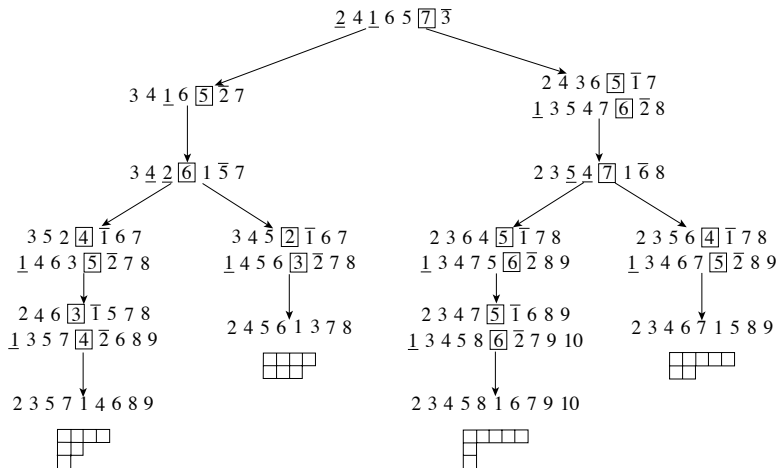 2 4 1 6 5 7 3̅
3 4 1 6 5 2̅ 7
2 4 3 6 5 1̅ 7
1 3 5 4 7 6 2̅ 8
3 4 2 6 1 5̅ 7
2 3 5 4 7 1 6̅ 8
3 5 2 4 1̅ 6 7
1 4 6 3 5 2̅ 7 8
3 4 5 2 1̅ 6 7
1 4 5 6 3 2̅ 7 8
2 3 6 4 5 1̅ 7 8
1 3 4 7 5 6 2̅ 8 9
2 3 5 6 4 1̅ 7 8
1 3 4 6 7 5 2̅ 8 9
2 4 6 3 1̅ 5 7 8
1 3 5 7 4 2̅ 6 8 9
2 4 5 6 1 3 7 8
2 3 4 7 5 1̅ 6 8 9
1 3 4 5 8 6 2̅ 7 9 10
2 3 4 6 7 1 5 8 9
2 3 5 7 1 4 6 8 9
2 3 4 5 8 1 6 7 9 10